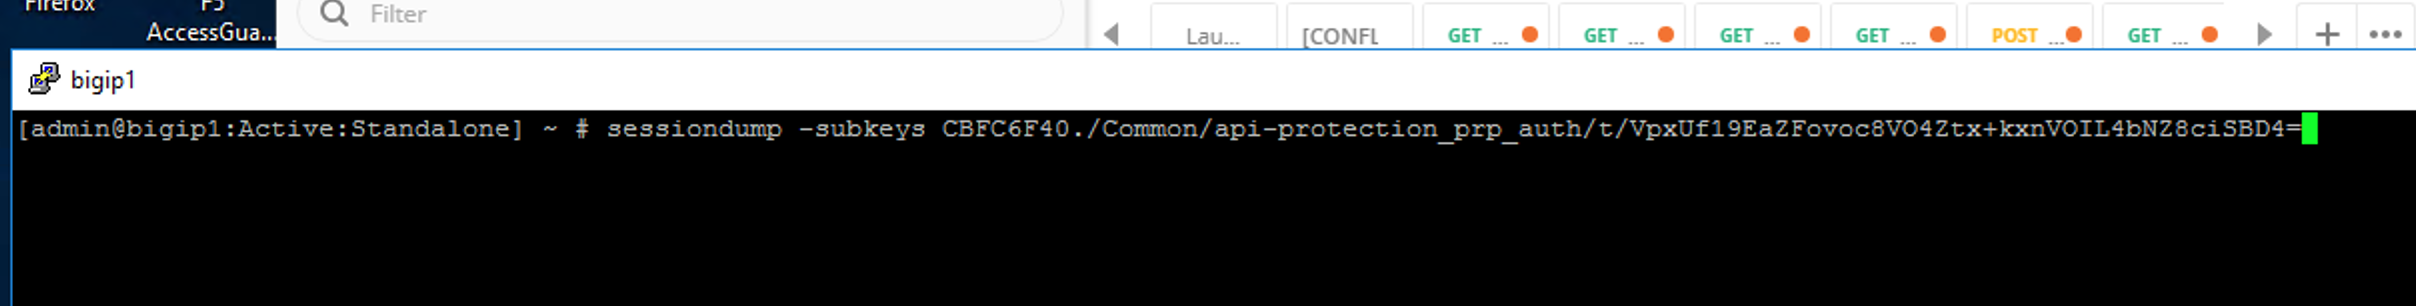 Firefox
F5
AccessGua...
Filter
Lau...
[CONFL
GET ...
GET ...
GET ...
GET ...
POST ...
GET ...
bigip1
[admin@bigip1:Active:Standalone] ~ # sessiondump -subkeys CBFC6F40./Common/api-protection_prp_auth/t/VpxUf19EaZFovoc8VO4Ztx+kxnVOIL4bNZ8ciSBD4=